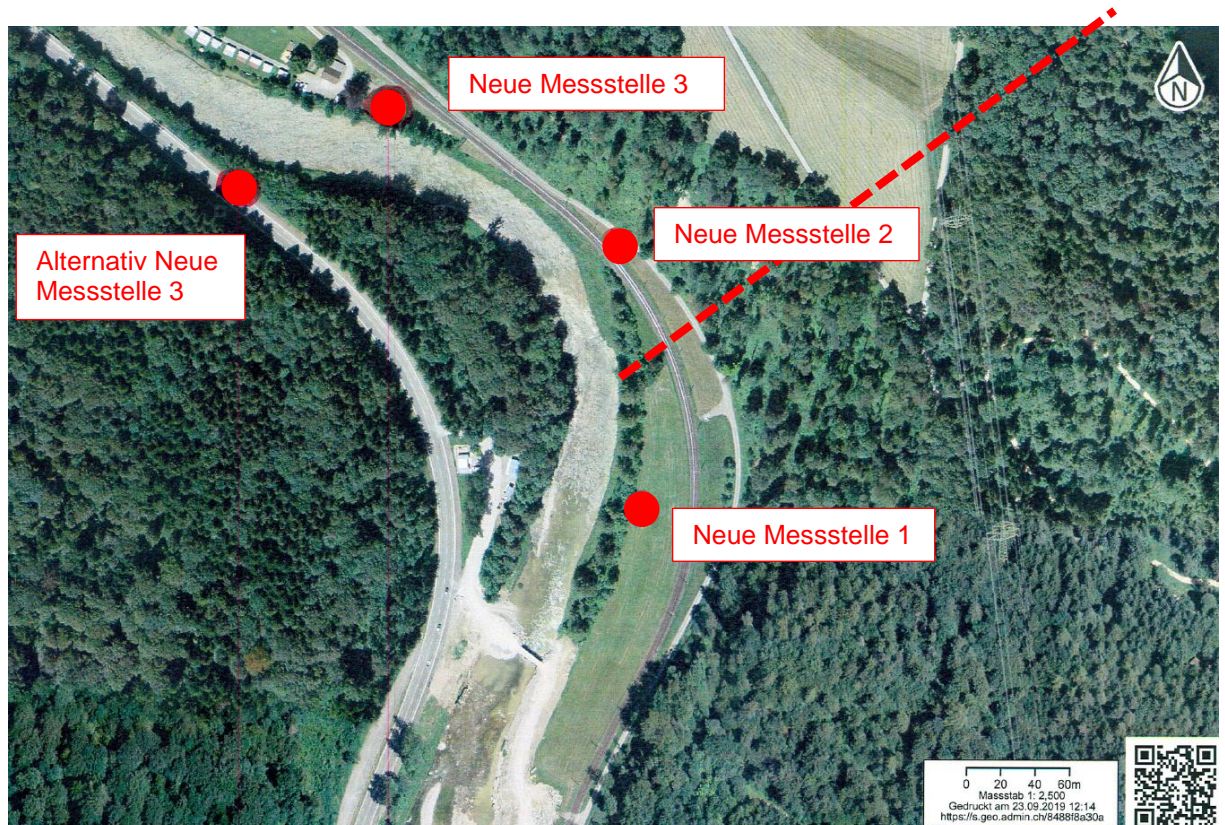 Neue Messstelle 3
N
Neue Messstelle 2
Alternativ Neue
Messstelle 3
Neue Messstelle 1
0 20 40 60m
Massstab 1: 2,500
Gedruckt am 23.09.2019 12:14
https://s.geo.admin.ch/8488f8a30a